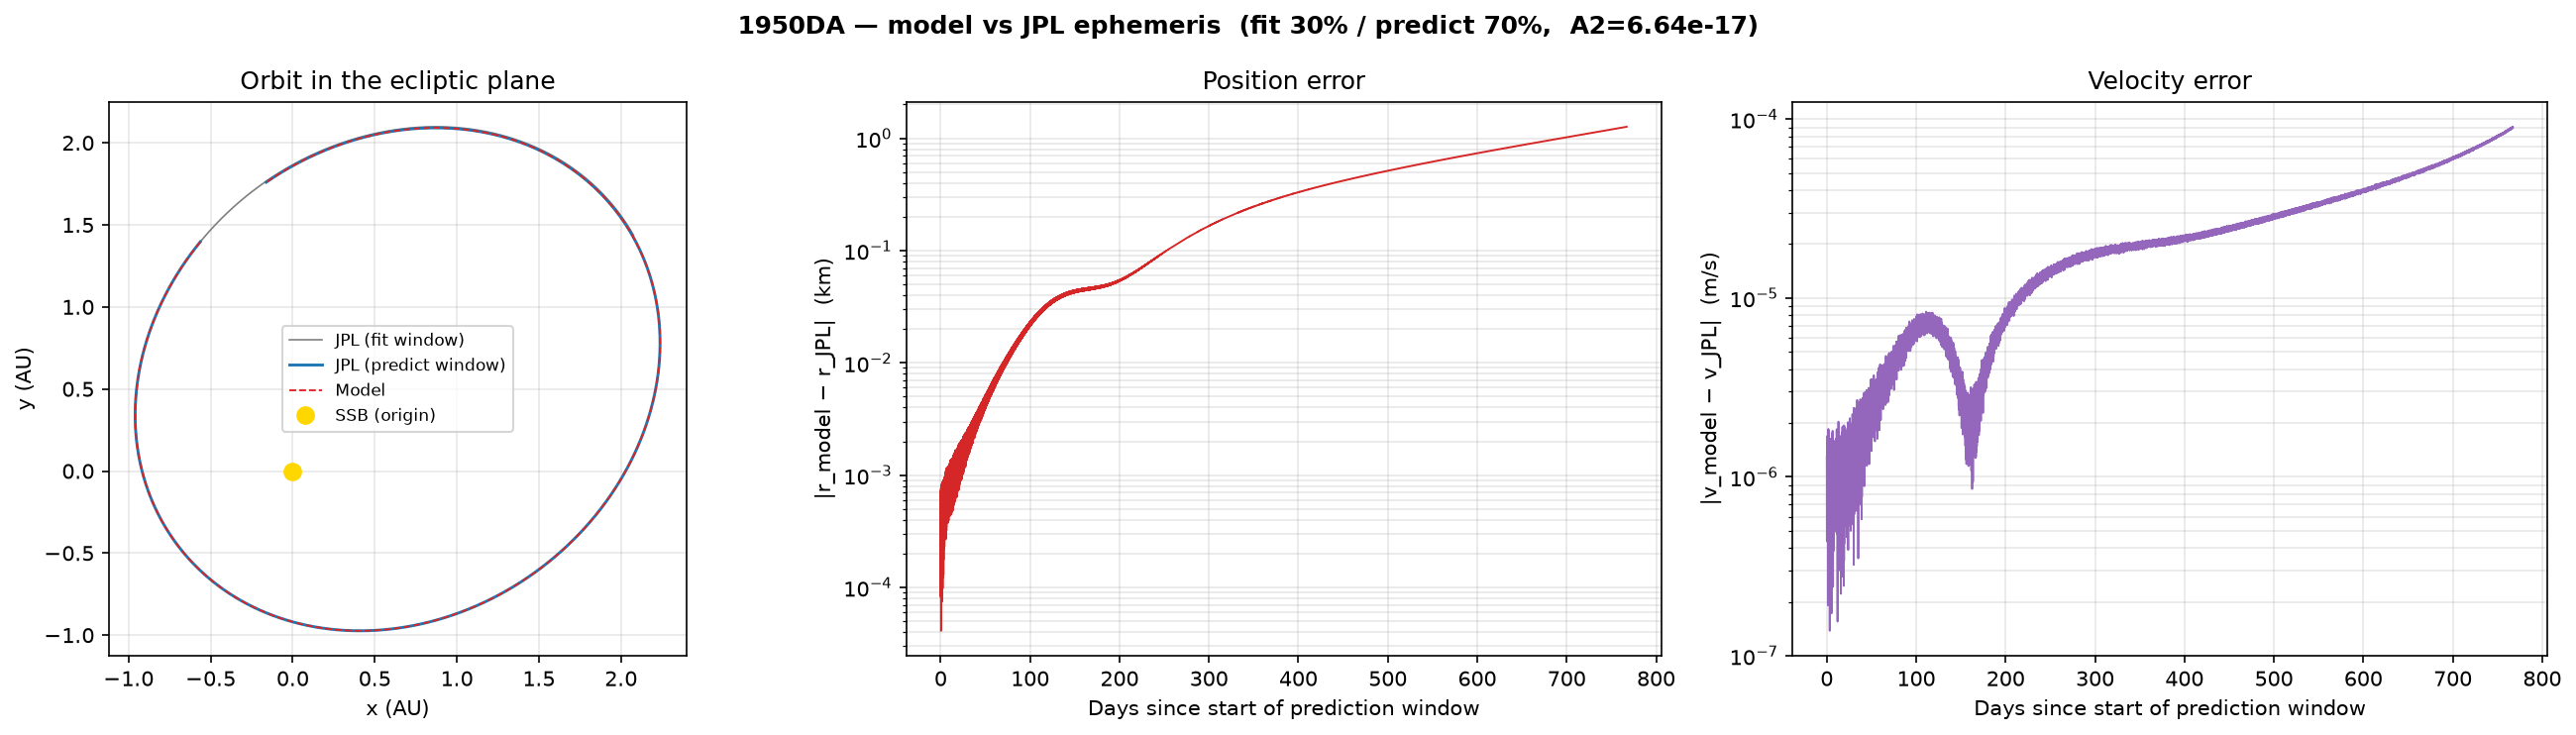 1950DA — model vs JPL ephemeris  (fit 30% / predict 70%,  A2=6.64e-17)
Orbit in the ecliptic plane
y (AU)
2.0
1.5
1.0
0.5
0.0
−0.5
−1.0
JPL (fit window)
JPL (predict window)
Model
SSB (origin)
−1.0 −0.5 0.0 0.5 1.0 1.5 2.0
x (AU)
Position error
|r_model − r_JPL|  (km)
10⁰
10⁻¹
10⁻²
10⁻³
10⁻⁴
0 100 200 300 400 500 600 700 800
Days since start of prediction window
Velocity error
|v_model − v_JPL|  (m/s)
10⁻⁴
10⁻⁵
10⁻⁶
10⁻⁷
0 100 200 300 400 500 600 700 800
Days since start of prediction window